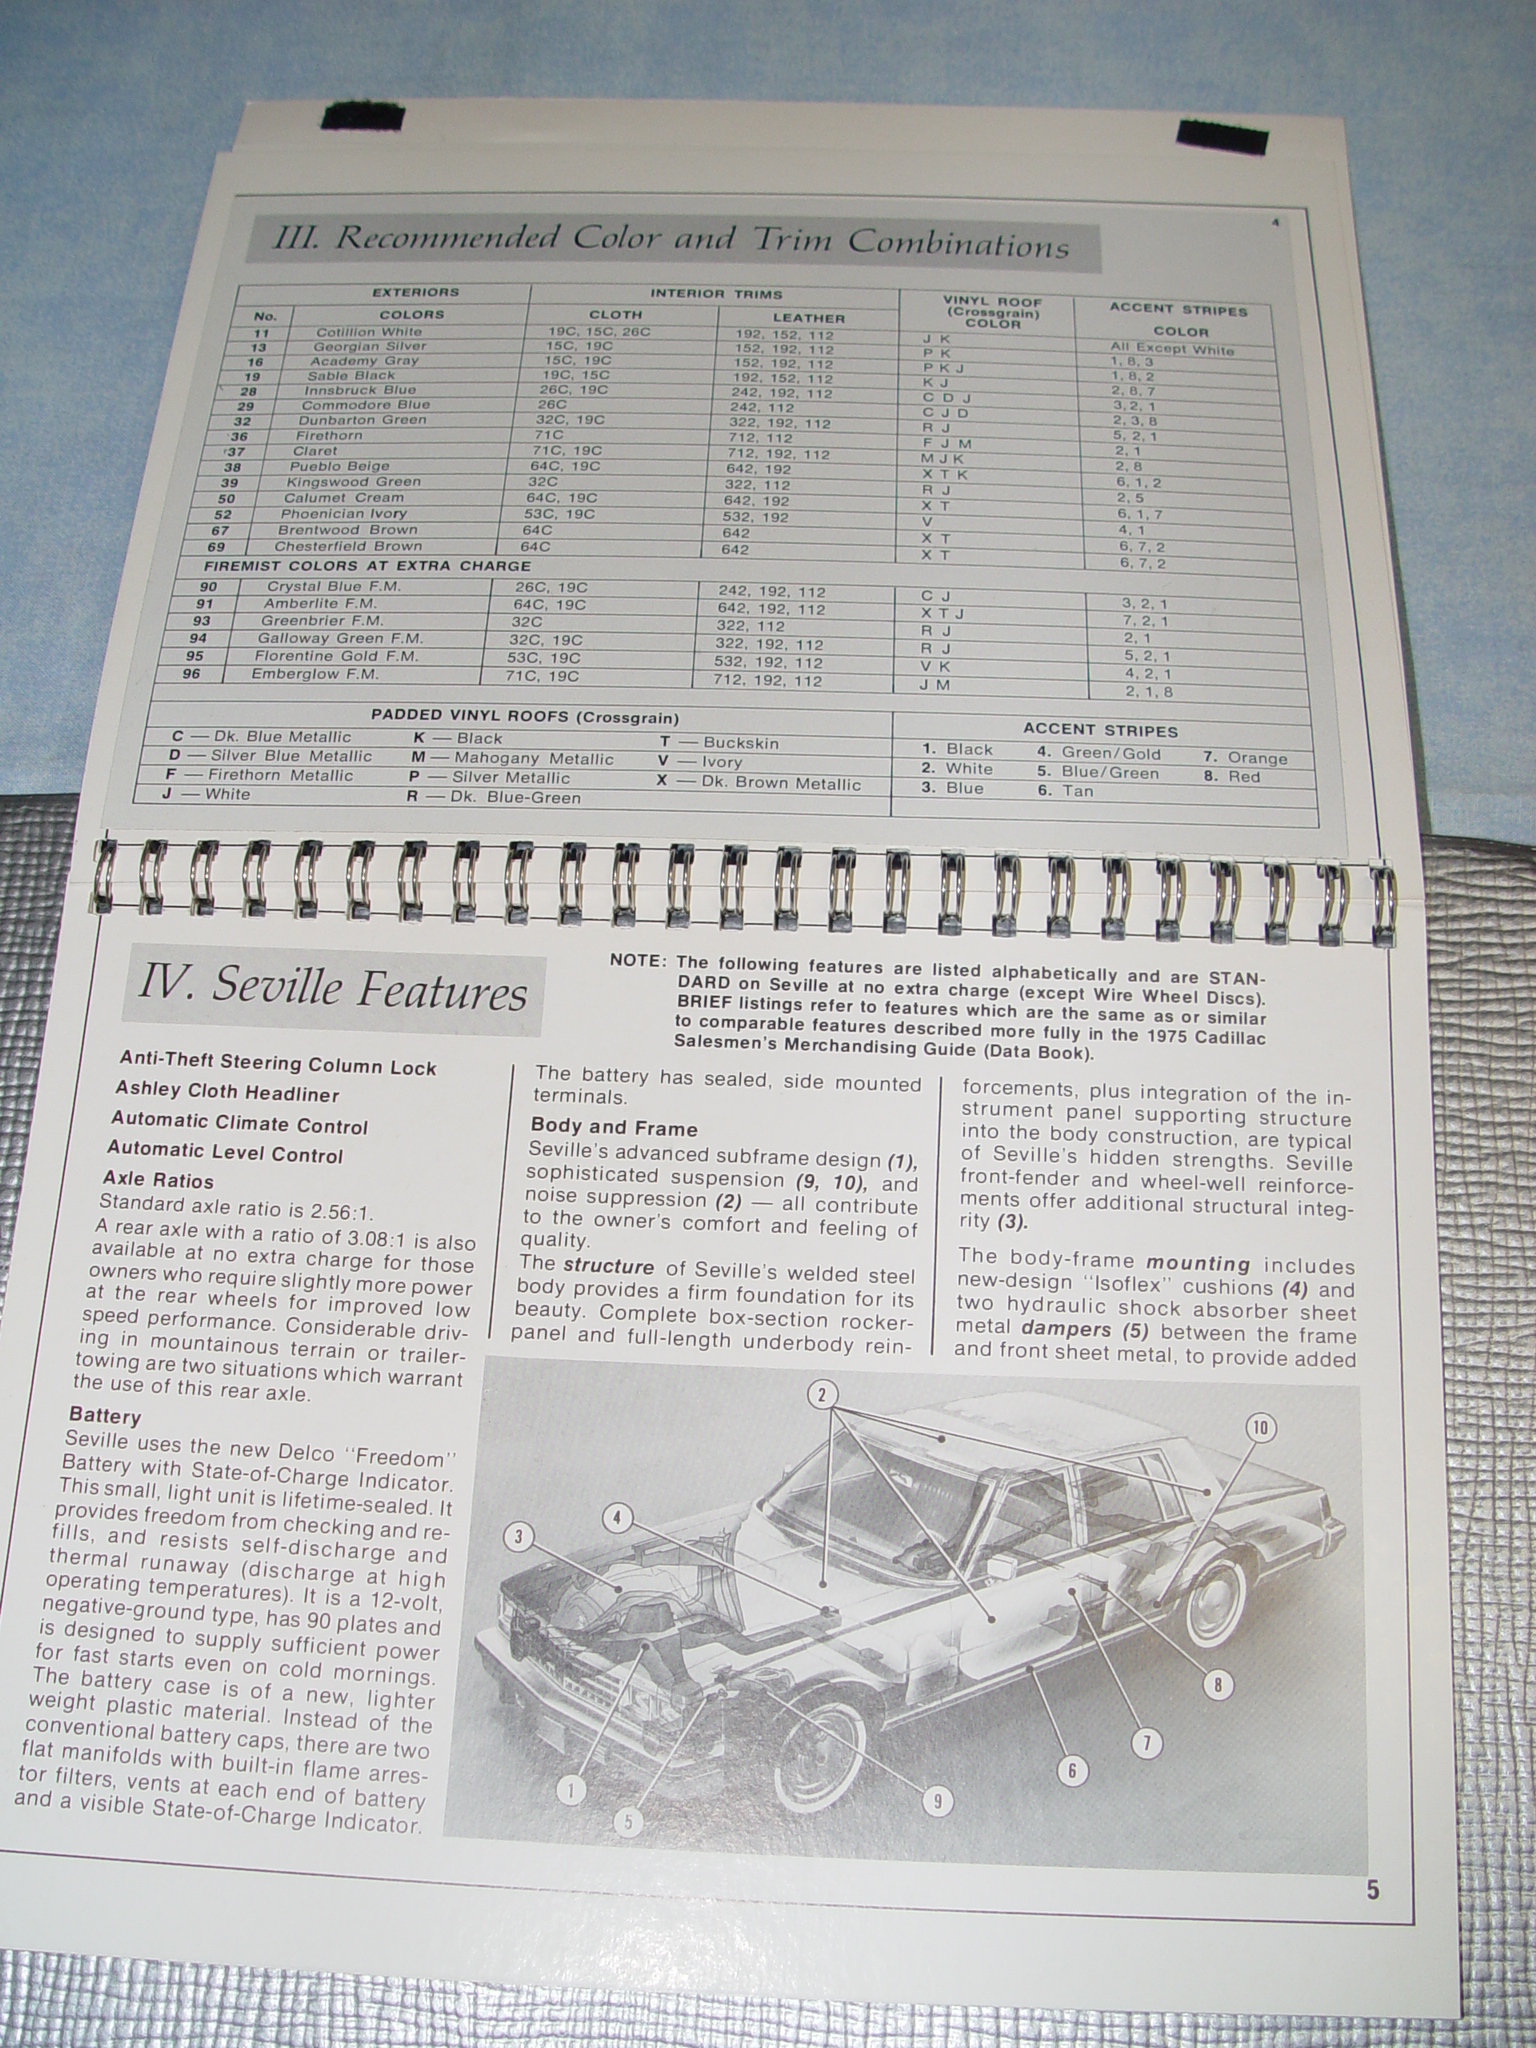 4
III. Recommended Color and Trim Combinations
EXTERIORS INTERIOR TRIMS VINYL ROOF (Crossgrain) COLOR ACCENT STRIPES
No. COLORS CLOTH LEATHER COLOR
11 Cotillion White 19C, 15C, 26C 192, 152, 112 J K All Except White
13 Georgian Silver 15C, 19C 152, 192, 112 P K 1, 8, 3
16 Academy Gray 15C, 19C 152, 192, 112 P K J 1, 8, 2
19 Sable Black 19C, 15C 192, 152, 112 K J 2, 8, 7
28 Innsbruck Blue 26C, 19C 242, 192, 112 C D J 3, 2, 1
29 Commodore Blue 26C 242, 112 C J D 2, 3, 8
32 Dunbarton Green 32C, 19C 322, 192, 112 R J 5, 2, 1
36 Firethorn 71C 712, 112 F J M 2, 1
37 Claret 71C, 19C 712, 192, 112 M J K 2, 8
38 Pueblo Beige 64C, 19C 642, 192 X T K 6, 1, 2
39 Kingswood Green 32C 322, 112 R J 2, 5
50 Calumet Cream 64C, 19C 642, 192 X T 6, 1, 7
52 Phoenician Ivory 53C, 19C 532, 192 V 4, 1
67 Brentwood Brown 64C 642 X T 6, 7, 2
69 Chesterfield Brown 64C 642 X T 6, 7, 2
FIREMIST COLORS AT EXTRA CHARGE
90 Crystal Blue F.M. 26C, 19C 242, 192, 112 C J 3, 2, 1
91 Amberlite F.M. 64C, 19C 642, 192, 112 X T J 7, 2, 1
93 Greenbrier F.M. 32C 322, 112 R J 2, 1
94 Galloway Green F.M. 32C, 19C 322, 192, 112 R J 5, 2, 1
95 Florentine Gold F.M. 53C, 19C 532, 192, 112 V K 4, 2, 1
96 Emberglow F.M. 71C, 19C 712, 192, 112 J M 2, 1, 8
PADDED VINYL ROOFS (Crossgrain)
C — Dk. Blue Metallic K — Black T — Buckskin
D — Silver Blue Metallic M — Mahogany Metallic V — Ivory
F — Firethorn Metallic P — Silver Metallic X — Dk. Brown Metallic
J — White R — Dk. Blue-Green
ACCENT STRIPES
1. Black 4. Green/Gold 7. Orange
2. White 5. Blue/Green 8. Red
3. Blue 6. Tan
IV. Seville Features
NOTE: The following features are listed alphabetically and are STAN-
DARD on Seville at no extra charge (except Wire Wheel Discs).
BRIEF listings refer to features which are the same as or similar
to comparable features described more fully in the 1975 Cadillac
Salesmen's Merchandising Guide (Data Book).
Anti-Theft Steering Column Lock
Ashley Cloth Headliner
Automatic Climate Control
Automatic Level Control
Axle Ratios
Standard axle ratio is 2.56:1.
A rear axle with a ratio of 3.08:1 is also
available at no extra charge for those
owners who require slightly more power
at the rear wheels for improved low
speed performance. Considerable driv-
ing in mountainous terrain or trailer-
towing are two situations which warrant
the use of this rear axle.
Battery
Seville uses the new Delco "Freedom"
Battery with State-of-Charge Indicator.
This small, light unit is lifetime-sealed. It
provides freedom from checking and re-
fills, and resists self-discharge and
thermal runaway (discharge at high
operating temperatures). It is a 12-volt,
negative-ground type, has 90 plates and
is designed to supply sufficient power
for fast starts even on cold mornings.
The battery case is of a new, lighter
weight plastic material. Instead of the
conventional battery caps, there are two
flat manifolds with built-in flame arres-
tor filters, vents at each end of battery
and a visible State-of-Charge Indicator.
The battery has sealed, side mounted
terminals.
Body and Frame
Seville's advanced subframe design (1),
sophisticated suspension (9, 10), and
noise suppression (2) — all contribute
to the owner's comfort and feeling of
quality.
The structure of Seville's welded steel
body provides a firm foundation for its
beauty. Complete box-section rocker-
panel and full-length underbody rein-
forcements, plus integration of the in-
strument panel supporting structure
into the body construction, are typical
of Seville's hidden strengths. Seville
front-fender and wheel-well reinforce-
ments offer additional structural integ-
rity (3).
The body-frame mounting includes
new-design "Isoflex" cushions (4) and
two hydraulic shock absorber sheet
metal dampers (5) between the frame
and front sheet metal, to provide added
2
10
4
3
8
7
6
9
1
5
5